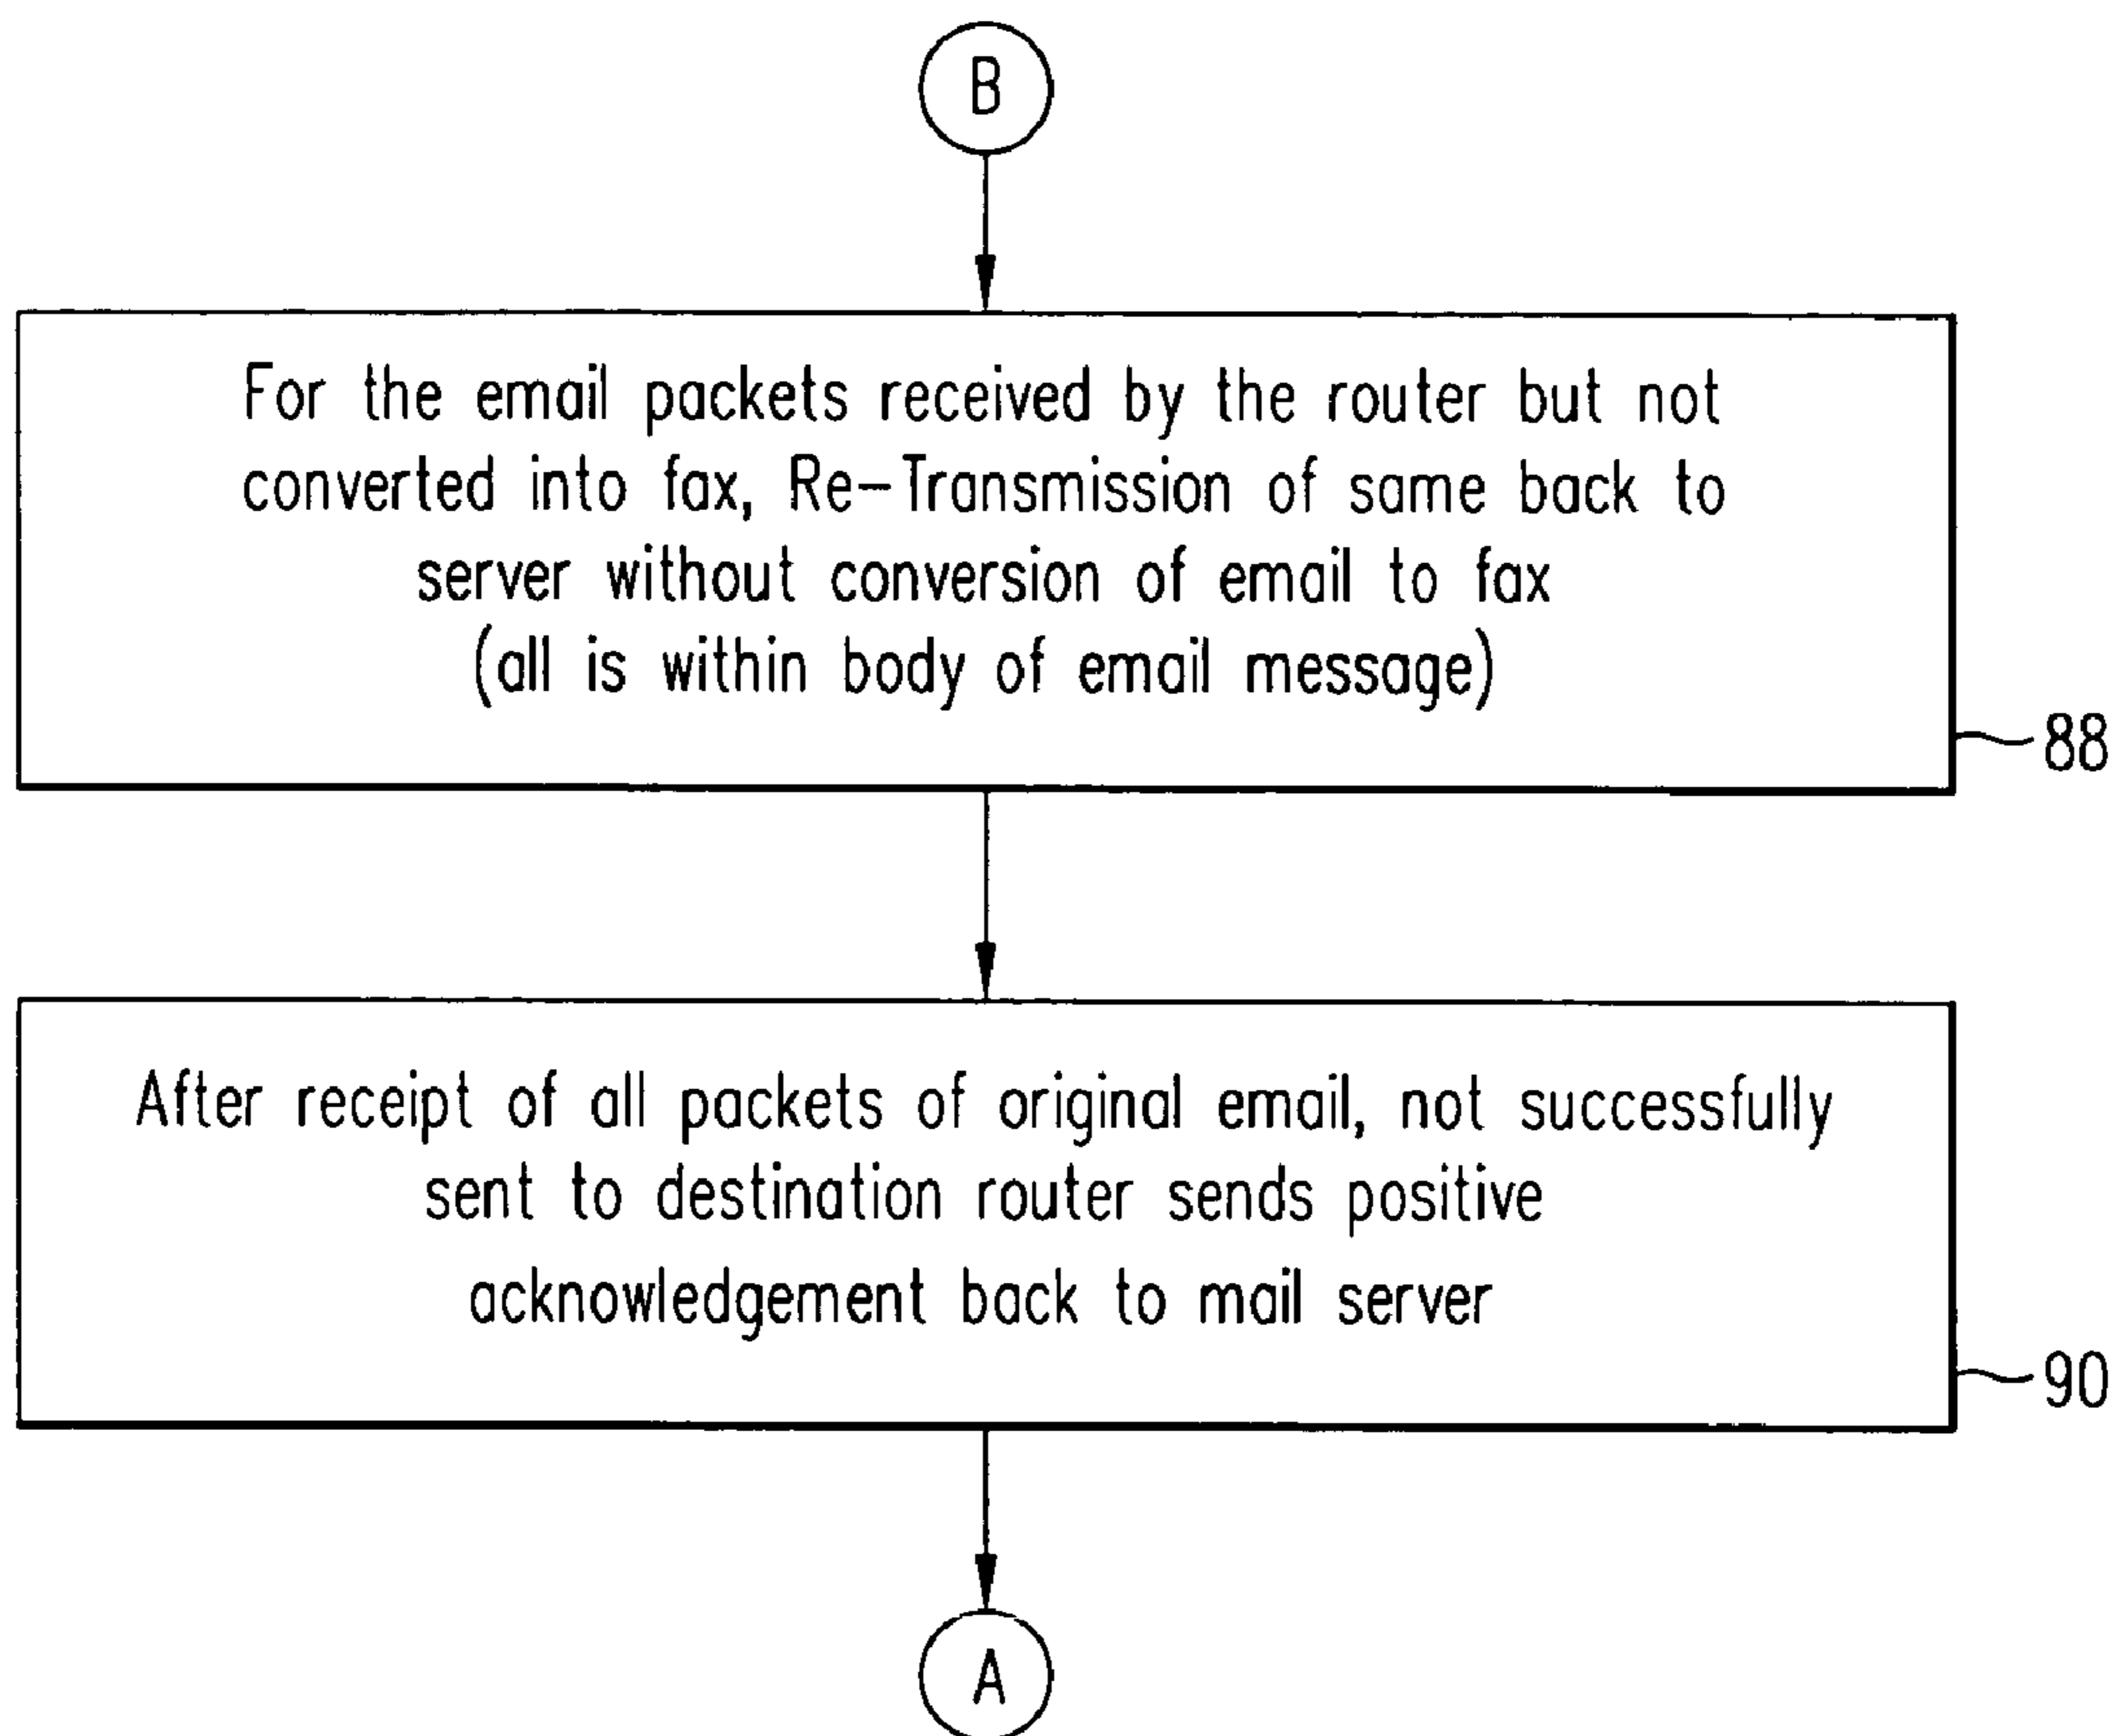 B
For the email packets received by the router but not
converted into fax, Re-Transmission of same back to
server without conversion of email to fax
(all is within body of email message)
88
After receipt of all packets of original email, not successfully
sent to destination router sends positive
acknowledgement back to mail server
90
A